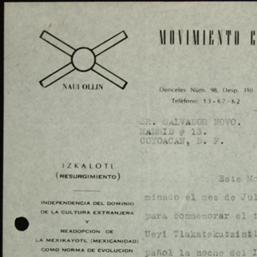 MOVIMIENTO G
NAUI OLLIN
Donceles Núm. 98, Desp. 110
Teléfono: 13-67-62
SR. SALVADOR NOVO.
MADRID # 13.
COYOACAN, D. F.
IZKALOTL
(RESURGIMIENTO)
Este Mo
INDEPENDENCIA DEL DOMINIO
DE LA CULTURA EXTRANJERA
Y
READOPCION DE
LA MEXIKAYOTL (MEXICANIDAD)
COMO NORMA DE EVOLUCION
minado el mes de Jul
para conmemorar el
Ueyi Tlakatekutzint
pañol la noche del